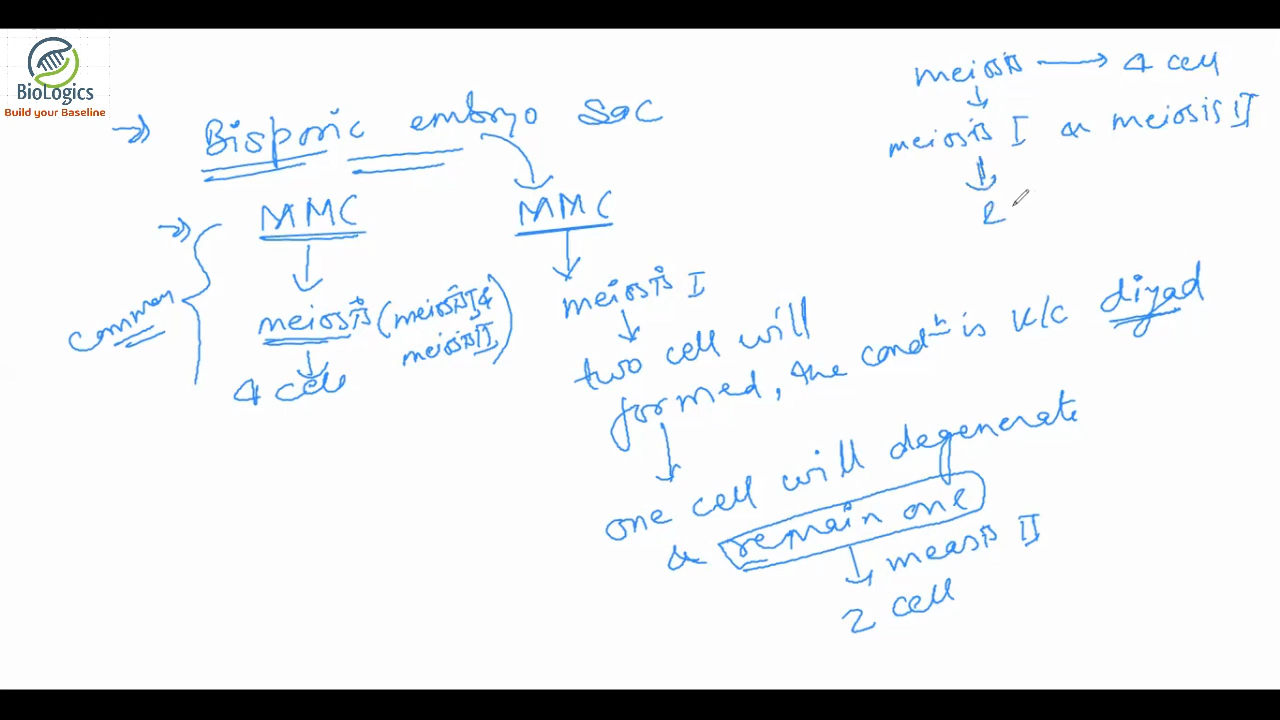 BioLogics
Build your Baseline
Bisporic embryo Sac
MMC
meiosis (meiosis I &
meiosis II)
4 cell
common
MMC
meiosis I
two cell will
formed, the condn is k/c diyad
one cell will degenerate
& remain one
measis II
2 cell
meiosis → 4 cell
meiosis I & meiosis II
2